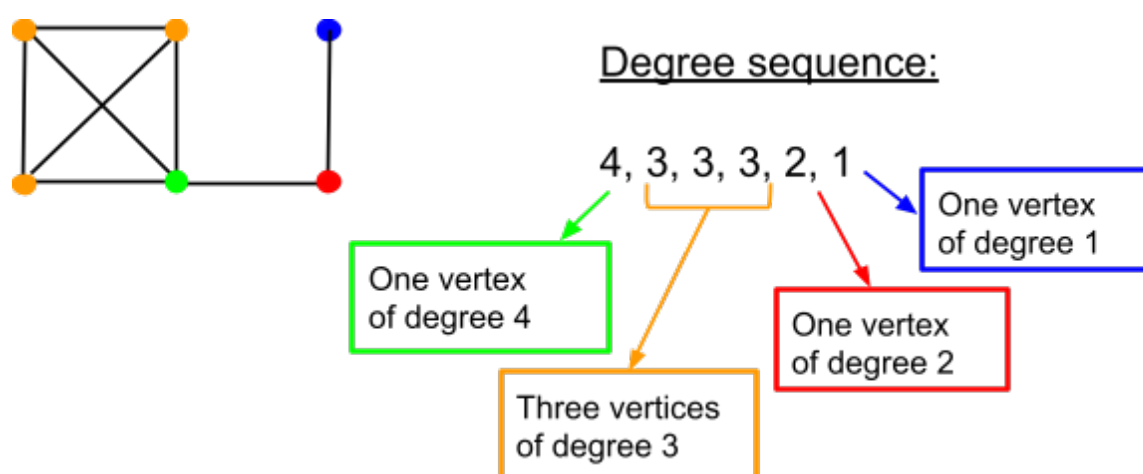 Degree sequence:
4, 3, 3, 3, 2, 1
One vertex
of degree 1
One vertex
of degree 4
One vertex
of degree 2
Three vertices
of degree 3